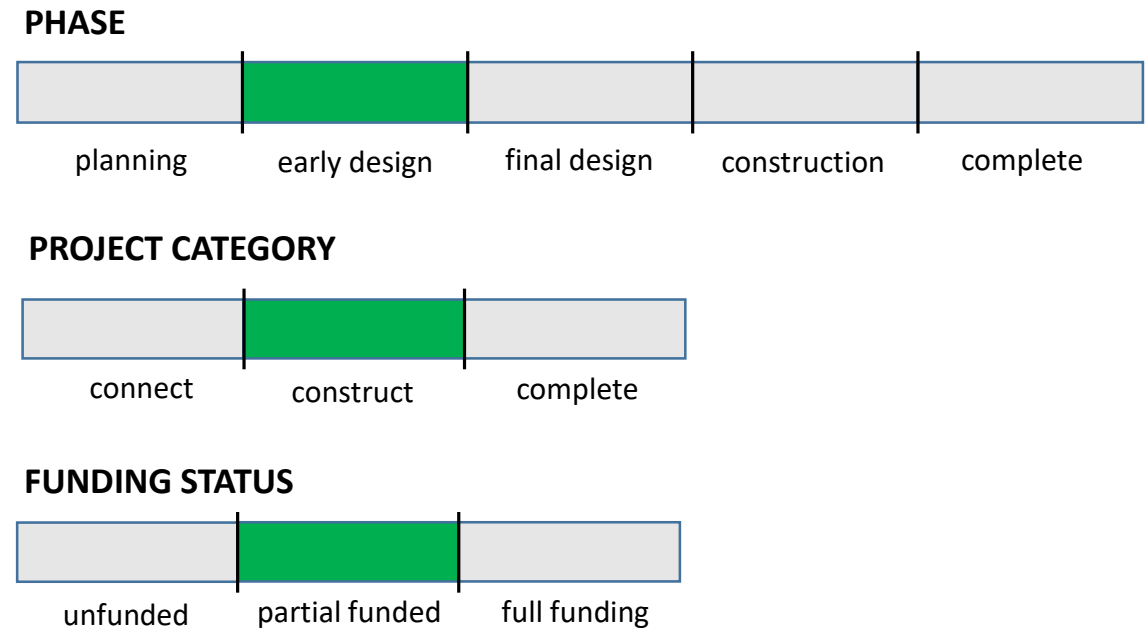 PHASE
planning early design final design construction complete
PROJECT CATEGORY
connect construct complete
FUNDING STATUS
unfunded partial funded full funding